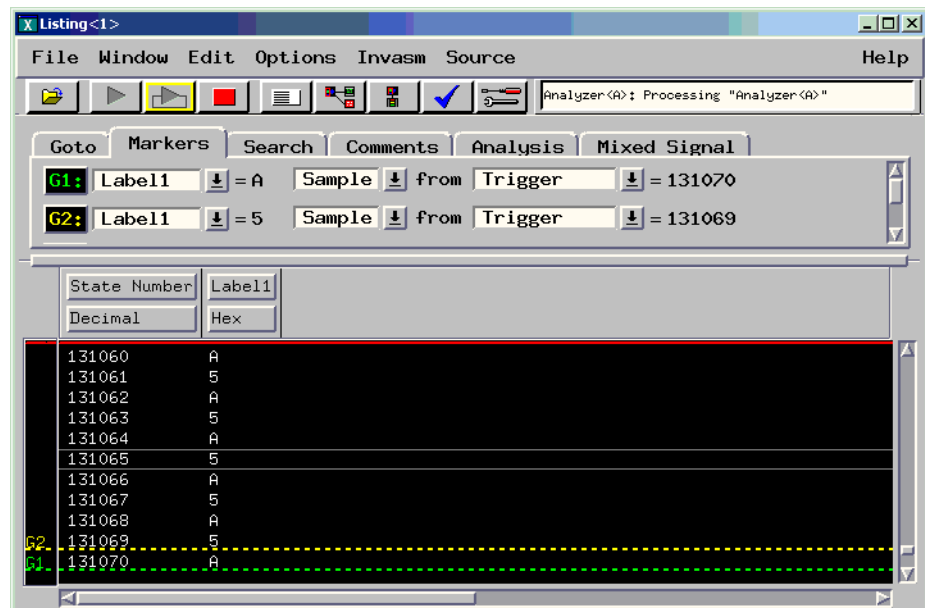 X Listing<1>
File Window Edit Options Invasm Source Help
Analyzer<A>: Processing "Analyzer<A>"
Goto Markers Search Comments Analysis Mixed Signal
G1: Label1 = A Sample from Trigger = 131070
G2: Label1 = 5 Sample from Trigger = 131069
State Number Label1
Decimal Hex
131060 A
131061 5
131062 A
131063 5
131064 A
131065 5
131066 A
131067 5
131068 A
G2 131069 5
G1 131070 A